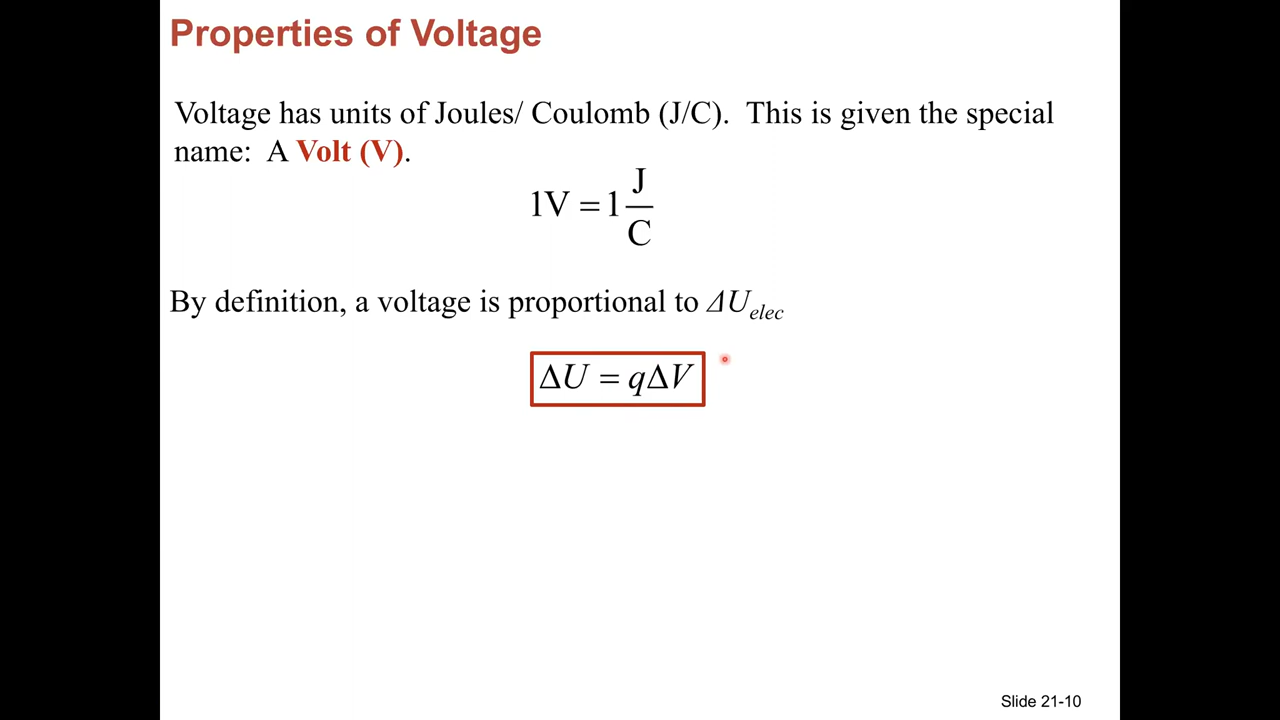 Properties of Voltage
Voltage has units of Joules/ Coulomb (J/C). This is given the special
name: A Volt (V).
1V = 1 J/C
By definition, a voltage is proportional to ΔU_elec
ΔU = qΔV
Slide 21-10